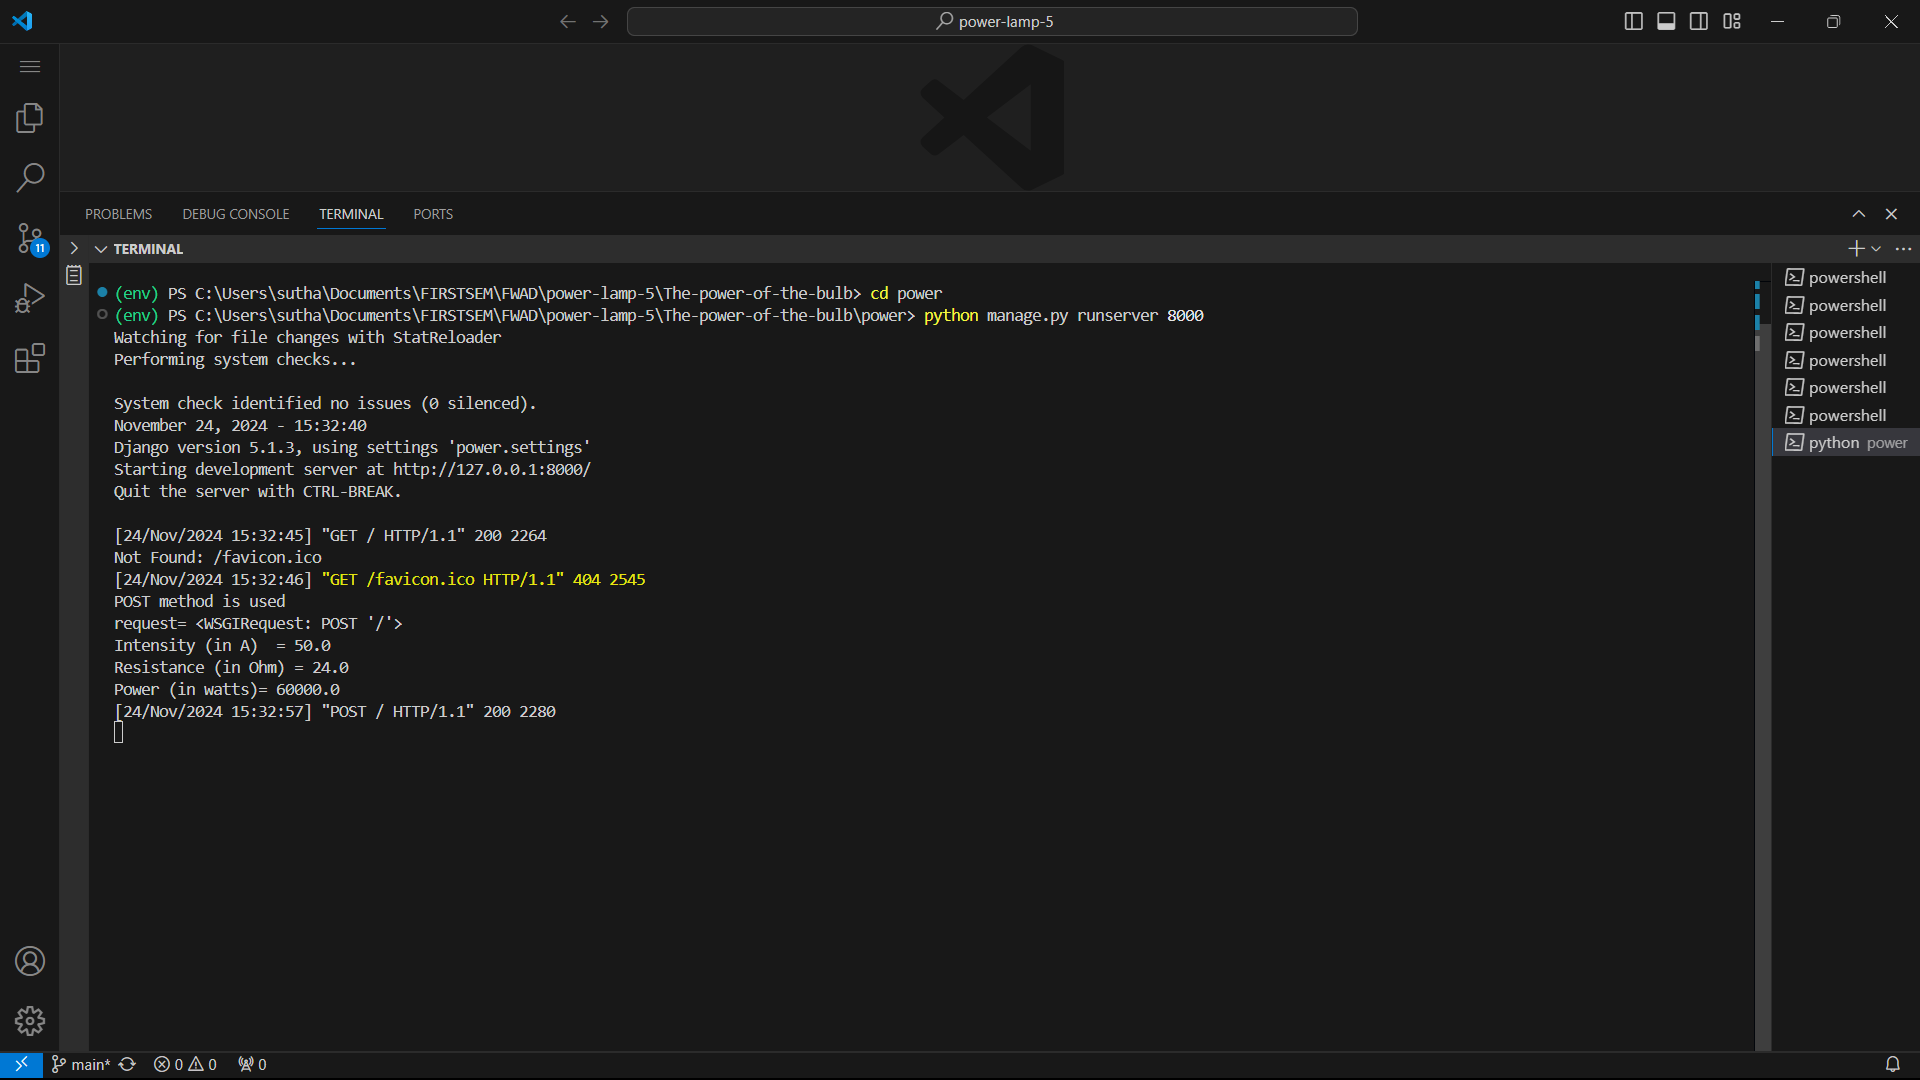 power-lamp-5
PROBLEMS DEBUG CONSOLE TERMINAL PORTS
TERMINAL
(env) PS C:\Users\sutha\Documents\FIRSTSEM\FWAD\power-lamp-5\The-power-of-the-bulb> cd power
(env) PS C:\Users\sutha\Documents\FIRSTSEM\FWAD\power-lamp-5\The-power-of-the-bulb\power> python manage.py runserver 8000
Watching for file changes with StatReloader
Performing system checks...
System check identified no issues (0 silenced).
November 24, 2024 - 15:32:40
Django version 5.1.3, using settings 'power.settings'
Starting development server at http://127.0.0.1:8000/
Quit the server with CTRL-BREAK.
[24/Nov/2024 15:32:45] "GET / HTTP/1.1" 200 2264
Not Found: /favicon.ico
[24/Nov/2024 15:32:46] "GET /favicon.ico HTTP/1.1" 404 2545
POST method is used
request= <WSGIRequest: POST '/'>
Intensity (in A)  = 50.0
Resistance (in Ohm) = 24.0
Power (in watts)= 60000.0
[24/Nov/2024 15:32:57] "POST / HTTP/1.1" 200 2280
powershell
powershell
powershell
powershell
powershell
powershell
python power
11
main* 0 0 0